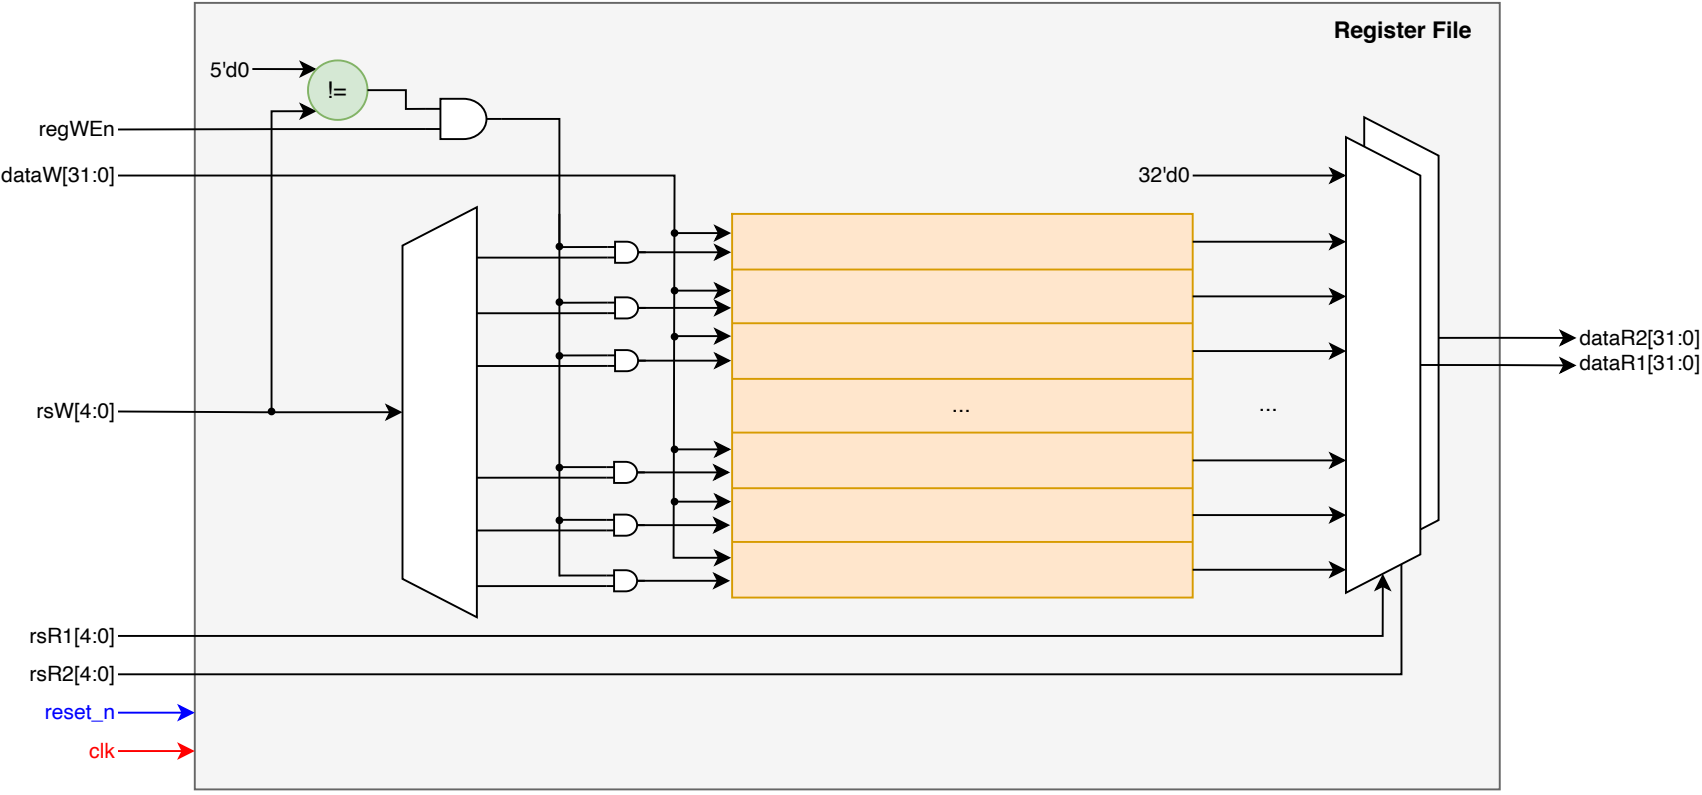 Register File
5'd0
!=
regWEn
dataW[31:0]
32'd0
dataR2[31:0]
dataR1[31:0]
... ...
rsW[4:0]
rsR1[4:0]
rsR2[4:0]
reset_n
clk